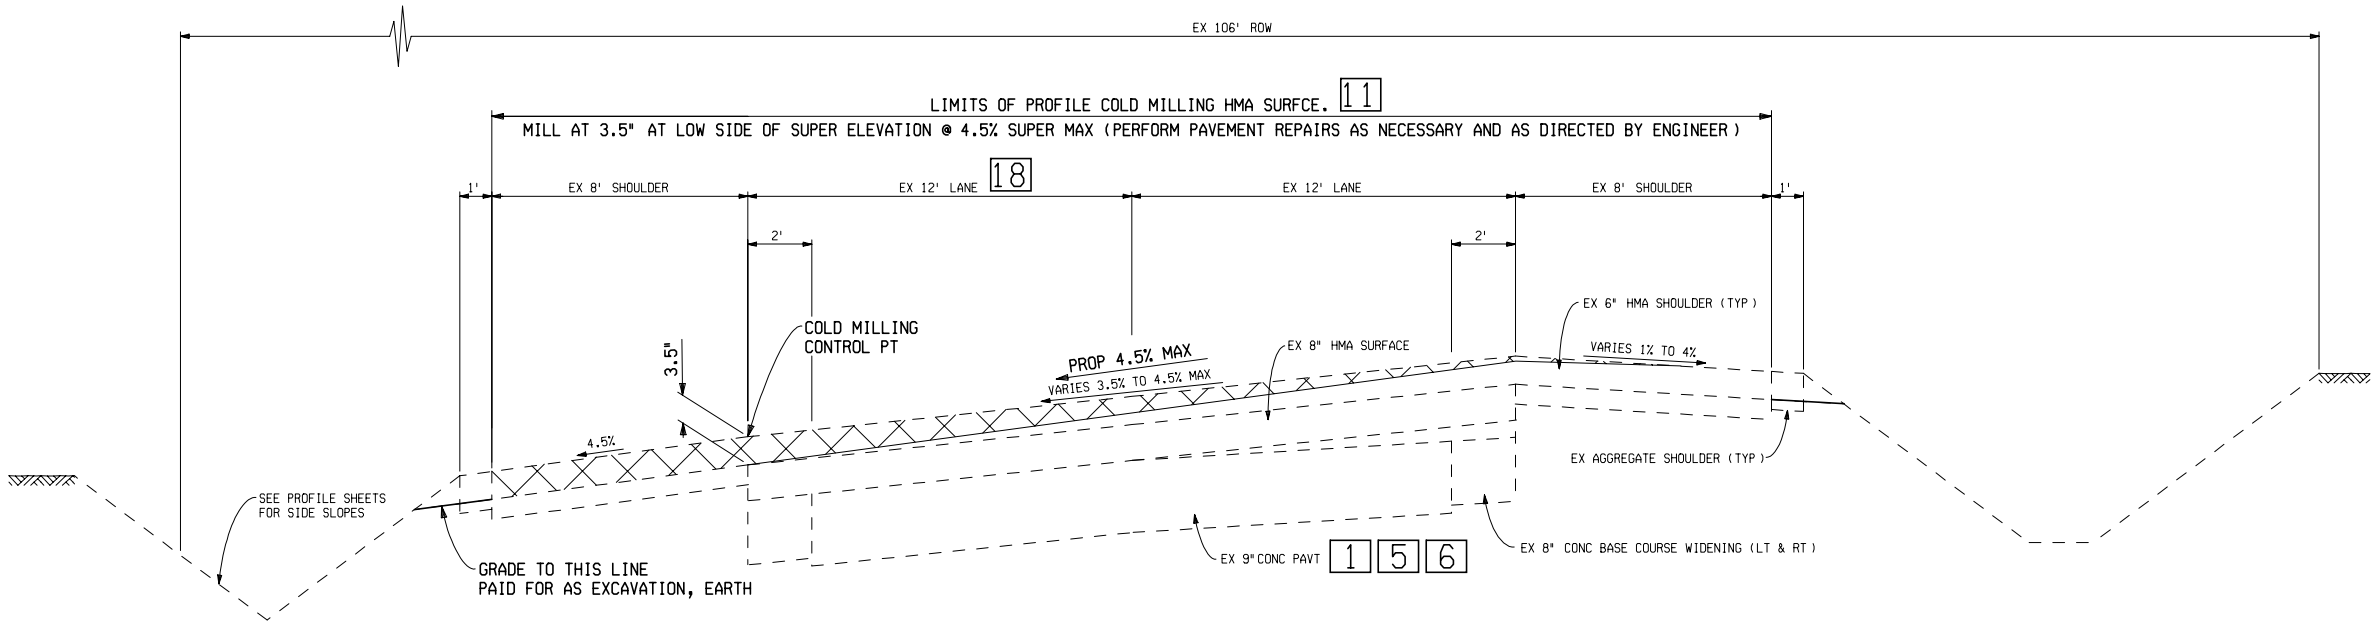 EX 106' ROW
LIMITS OF PROFILE COLD MILLING HMA SURFCE. 11
MILL AT 3.5" AT LOW SIDE OF SUPER ELEVATION @ 4.5% SUPER MAX (PERFORM PAVEMENT REPAIRS AS NECESSARY AND AS DIRECTED BY ENGINEER)
1'
EX 8' SHOULDER
EX 12' LANE 18
EX 12' LANE
EX 8' SHOULDER
1'
2'
2'
EX 6" HMA SHOULDER (TYP)
COLD MILLING
CONTROL PT
3.5"
PROP 4.5% MAX
VARIES 3.5% TO 4.5% MAX
EX 8" HMA SURFACE
VARIES 1% TO 4%
4.5%
EX AGGREGATE SHOULDER (TYP)
SEE PROFILE SHEETS
FOR SIDE SLOPES
GRADE TO THIS LINE
PAID FOR AS EXCAVATION, EARTH
EX 9"CONC PAVT 1 5 6
EX 8" CONC BASE COURSE WIDENING (LT & RT)